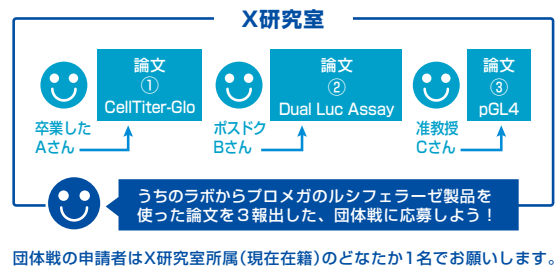 X研究室
論文
①
CellTiter-Glo
卒業した
Aさん
論文
②
Dual Luc Assay
ポスドク
Bさん
論文
③
pGL4
准教授
Cさん
うちのラボからプロメガのルシフェラーゼ製品を
使った論文を３報出した、団体戦に応募しよう！
団体戦の申請者はX研究室所属(現在在籍)のどなたか1名でお願いします。